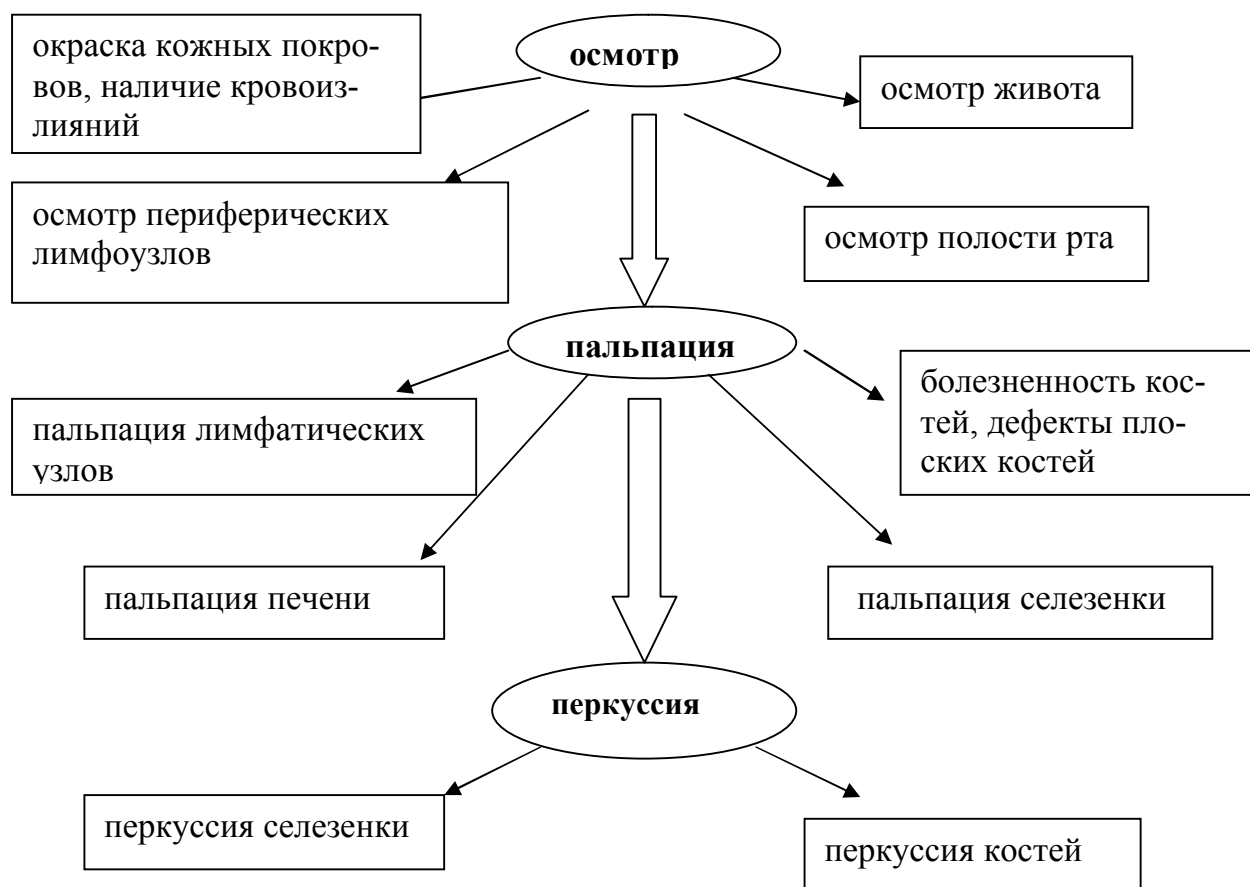 окраска кожных покро-
вов, наличие кровоиз-
лияний
осмотр
осмотр живота
осмотр периферических
лимфоузлов
осмотр полости рта
пальпация
пальпация лимфатических
узлов
болезненность кос-
тей, дефекты пло-
ских костей
пальпация печени
пальпация селезенки
перкуссия
перкуссия селезенки
перкуссия костей